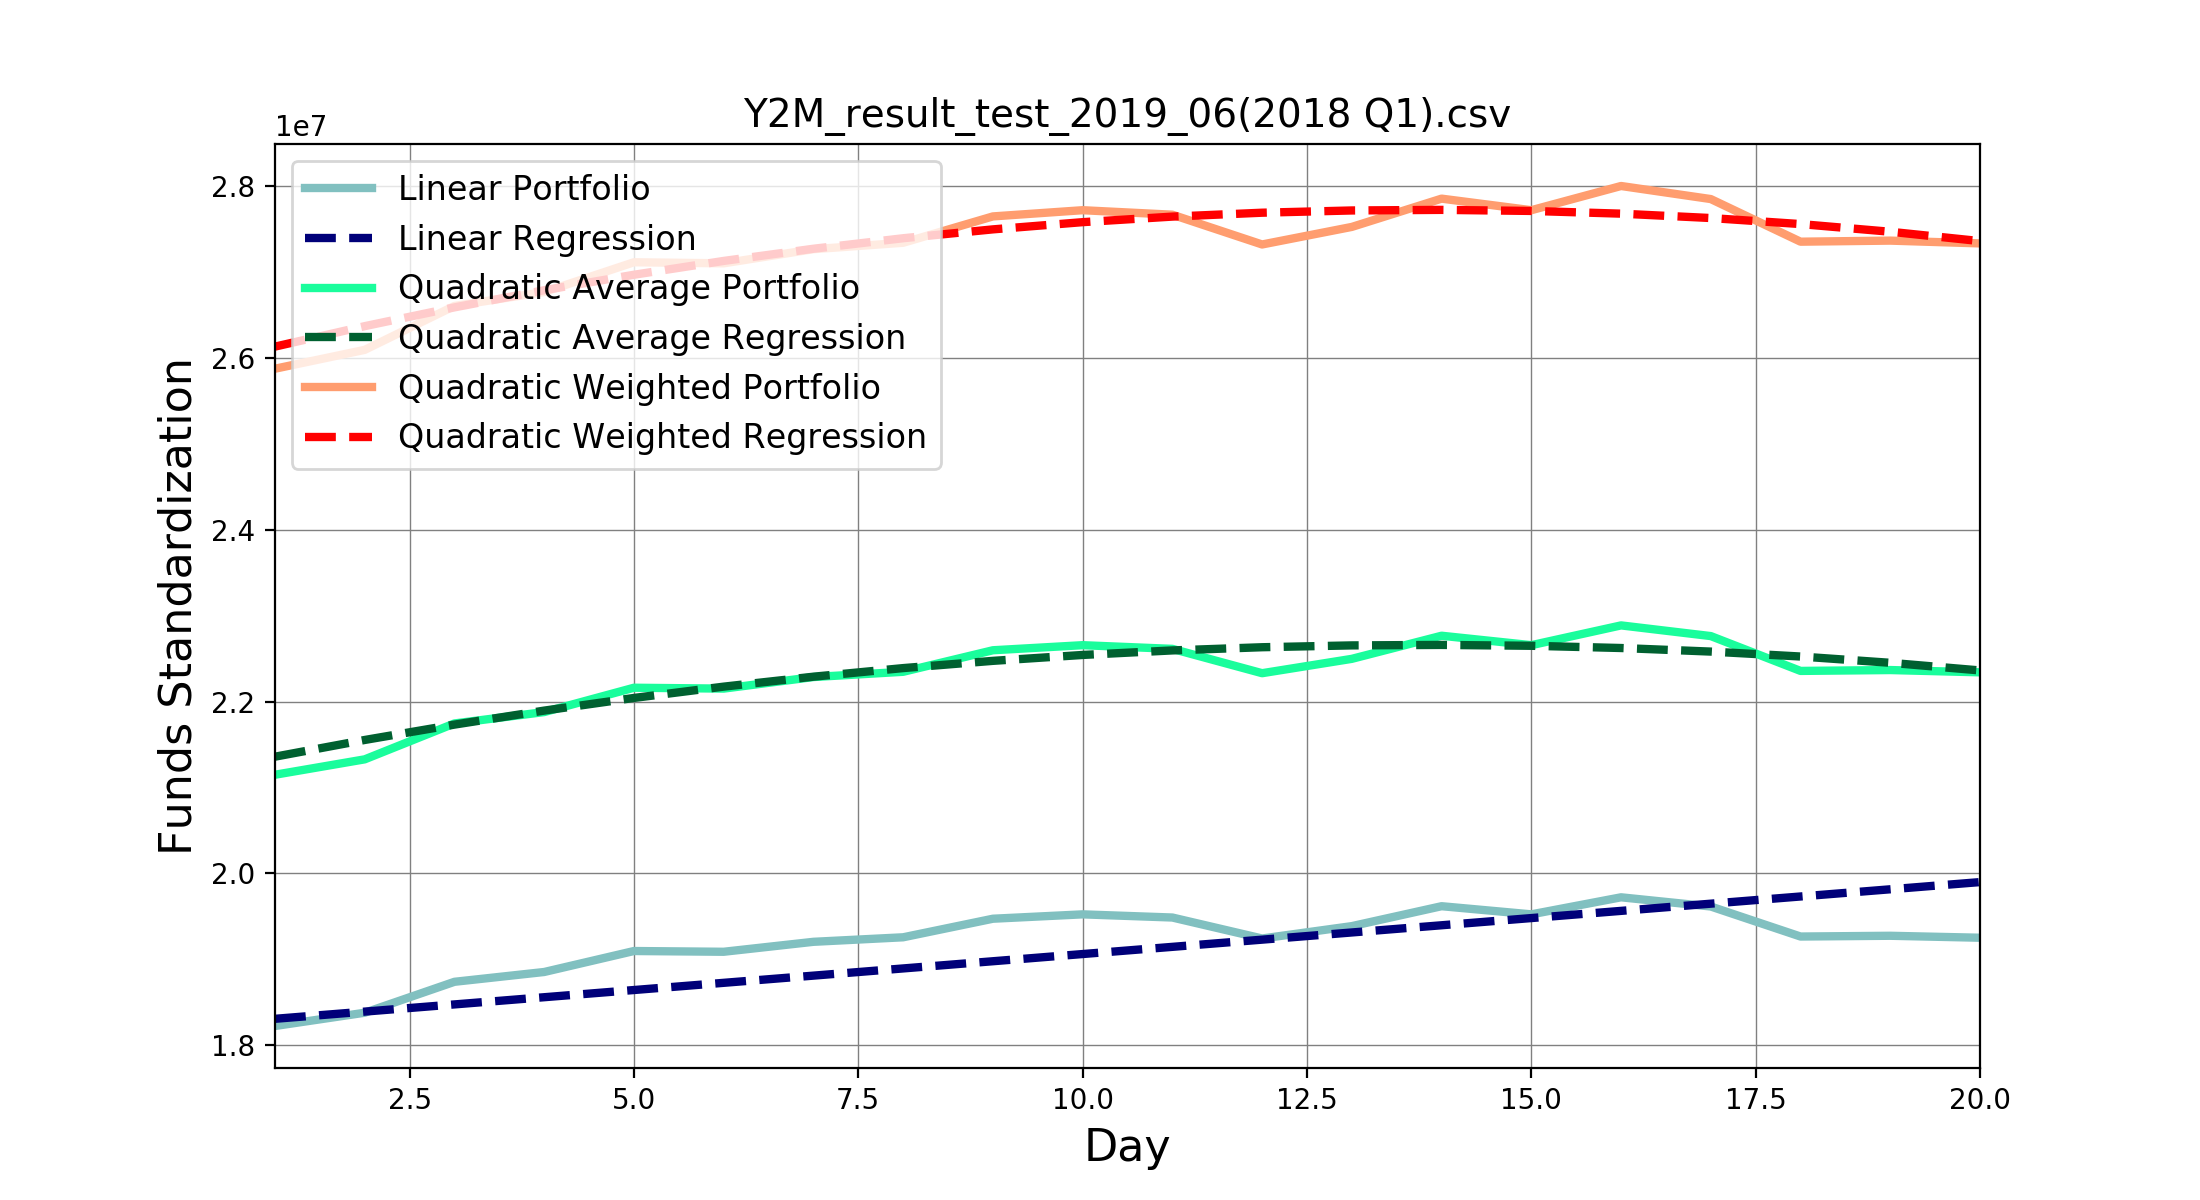 Y2M_result_test_2019_06(2018 Q1).csv
1e7
Linear Portfolio
Linear Regression
Quadratic Average Portfolio
Quadratic Average Regression
Quadratic Weighted Portfolio
Quadratic Weighted Regression
2.8
2.6
2.4
2.2
2.0
1.8
Funds Standardization
2.5 5.0 7.5 10.0 12.5 15.0 17.5 20.0
Day